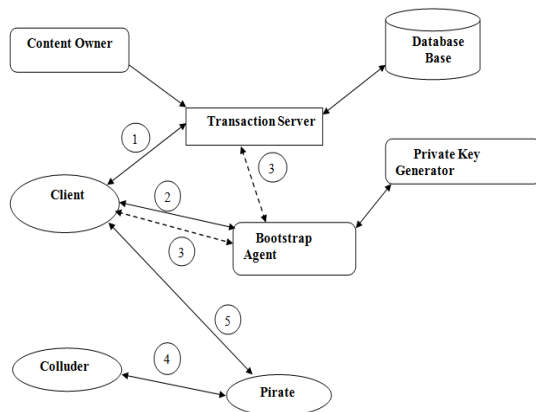 Content Owner
Database
Base
Transaction Server
1
3
Private Key
Generator
Client
2
3
Bootstrap
Agent
5
Colluder
4
Pirate